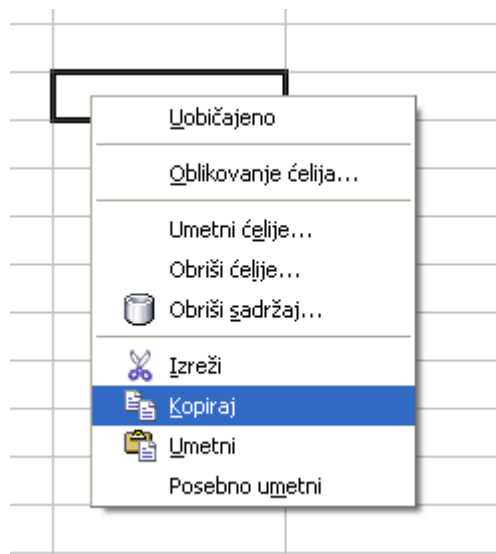 Uobičajeno
Oblikovanje ćelija...
Umetni ćelije...
Obriši ćelije...
Obriši sadržaj...
Izreži
Kopiraj
Umetni
Posebno umetni